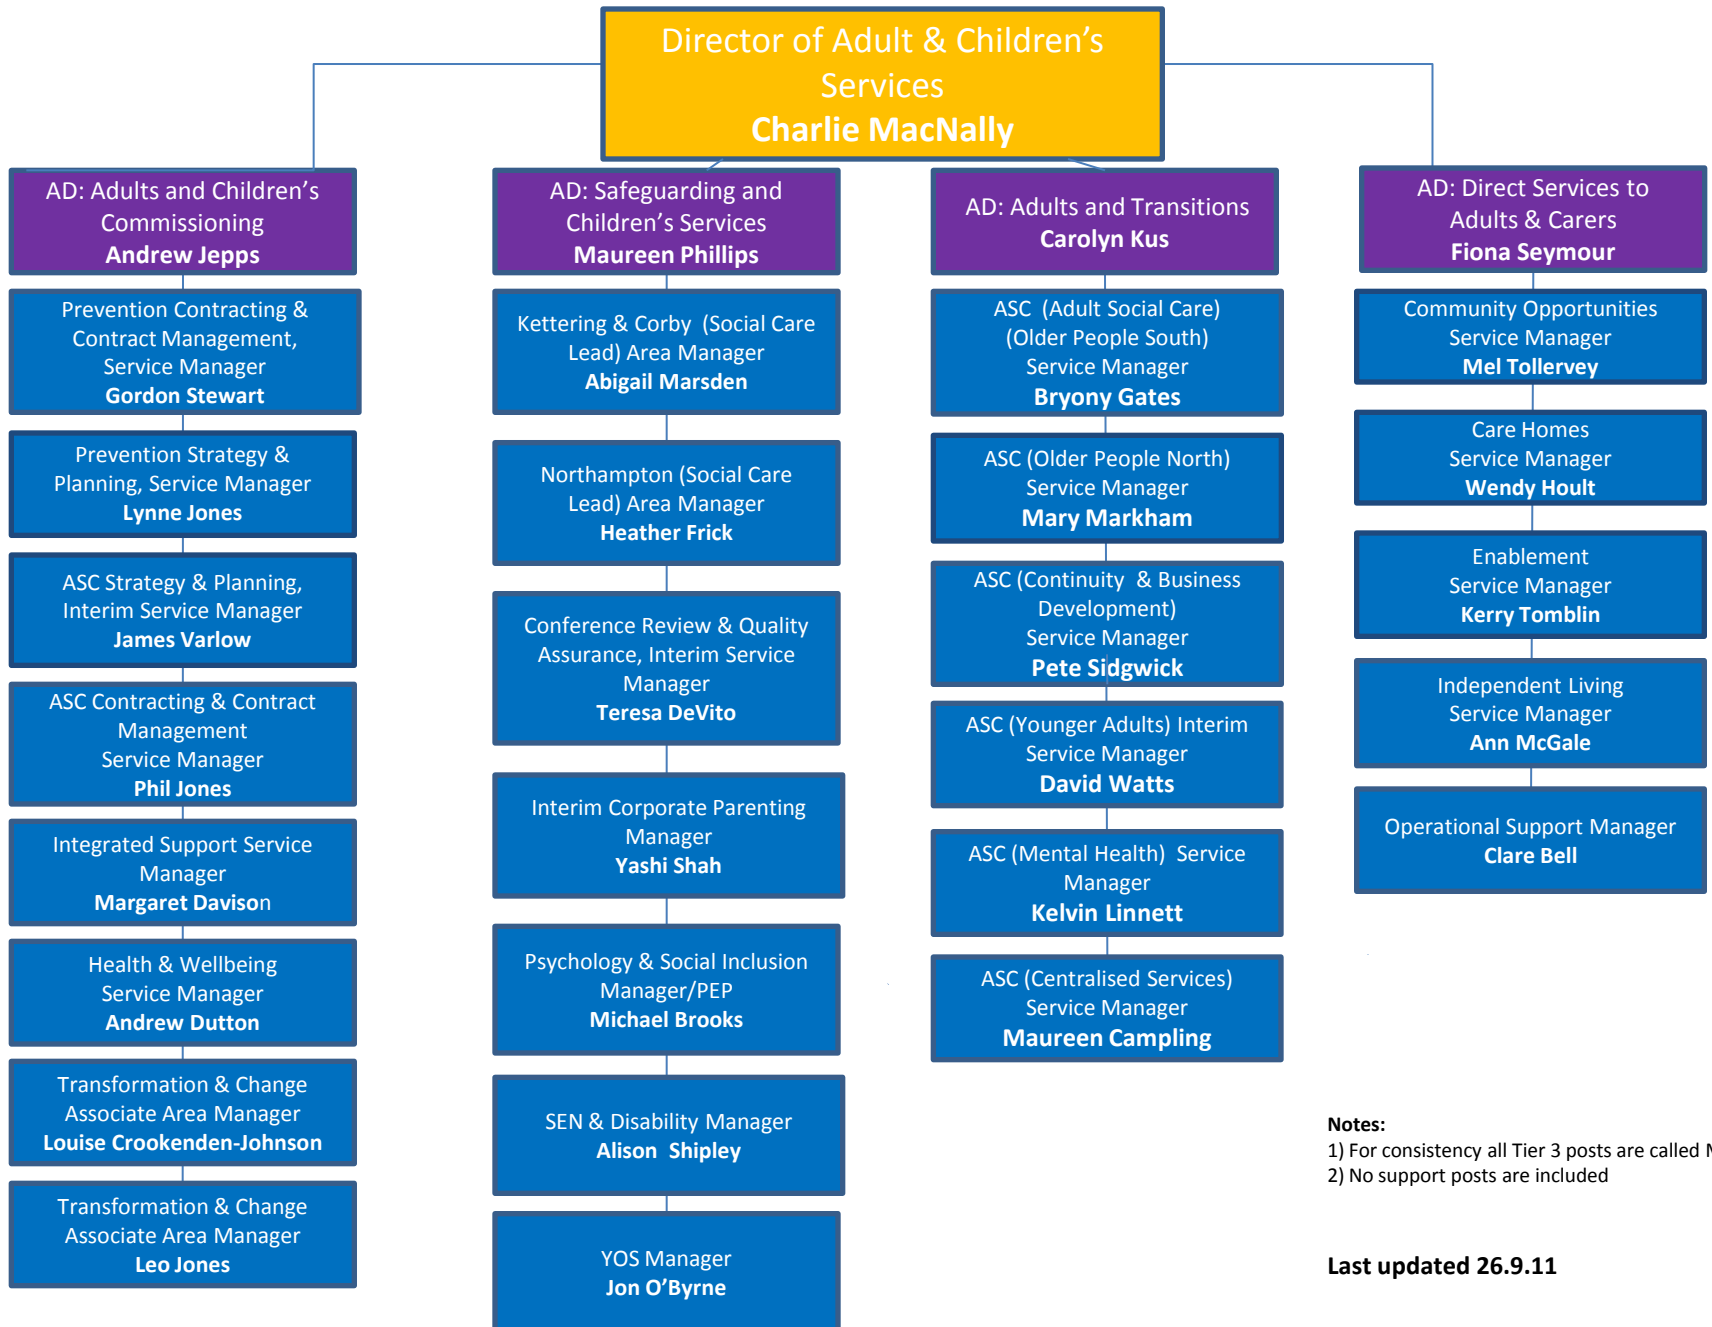 Director of Adult & Children’s
Services
Charlie MacNally
AD: Adults and Children’s
Commissioning
Andrew Jepps
Prevention Contracting &
Contract Management,
Service Manager
Gordon Stewart
Prevention Strategy &
Planning, Service Manager
Lynne Jones
ASC Strategy & Planning,
Interim Service Manager
James Varlow
ASC Contracting & Contract
Management
Service Manager
Phil Jones
Integrated Support Service
Manager
Margaret Davison
Health & Wellbeing
Service Manager
Andrew Dutton
Transformation & Change
Associate Area Manager
Louise Crookenden-Johnson
Transformation & Change
Associate Area Manager
Leo Jones
AD: Safeguarding and
Children’s Services
Maureen Phillips
Kettering & Corby (Social Care
Lead) Area Manager
Abigail Marsden
Northampton (Social Care
Lead) Area Manager
Heather Frick
Conference Review & Quality
Assurance, Interim Service
Manager
Teresa DeVito
Interim Corporate Parenting
Manager
Yashi Shah
Psychology & Social Inclusion
Manager/PEP
Michael Brooks
SEN & Disability Manager
Alison Shipley
YOS Manager
Jon O’Byrne
AD: Adults and Transitions
Carolyn Kus
ASC (Adult Social Care)
(Older People South)
Service Manager
Bryony Gates
ASC (Older People North)
Service Manager
Mary Markham
ASC (Continuity & Business
Development)
Service Manager
Pete Sidgwick
ASC (Younger Adults) Interim
Service Manager
David Watts
ASC (Mental Health) Service
Manager
Kelvin Linnett
ASC (Centralised Services)
Service Manager
Maureen Campling
AD: Direct Services to
Adults & Carers
Fiona Seymour
Community Opportunities
Service Manager
Mel Tollervey
Care Homes
Service Manager
Wendy Hoult
Enablement
Service Manager
Kerry Tomblin
Independent Living
Service Manager
Ann McGale
Operational Support Manager
Clare Bell
Notes:
1) For consistency all Tier 3 posts are called
2) No support posts are included
Last updated 26.9.11